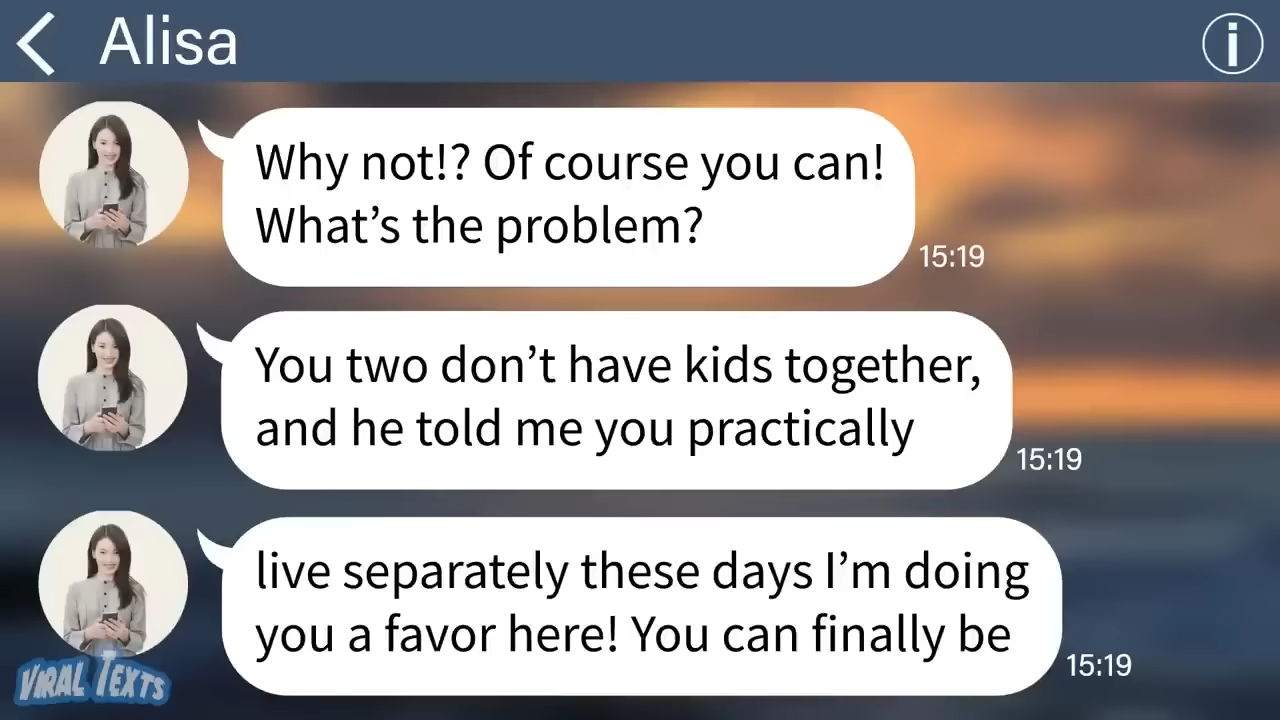 Alisa
Why not!? Of course you can!
What’s the problem?
15:19
You two don’t have kids together,
and he told me you practically
15:19
live separately these days I’m doing
you a favor here! You can finally be
15:19
VIRAL TEXTS